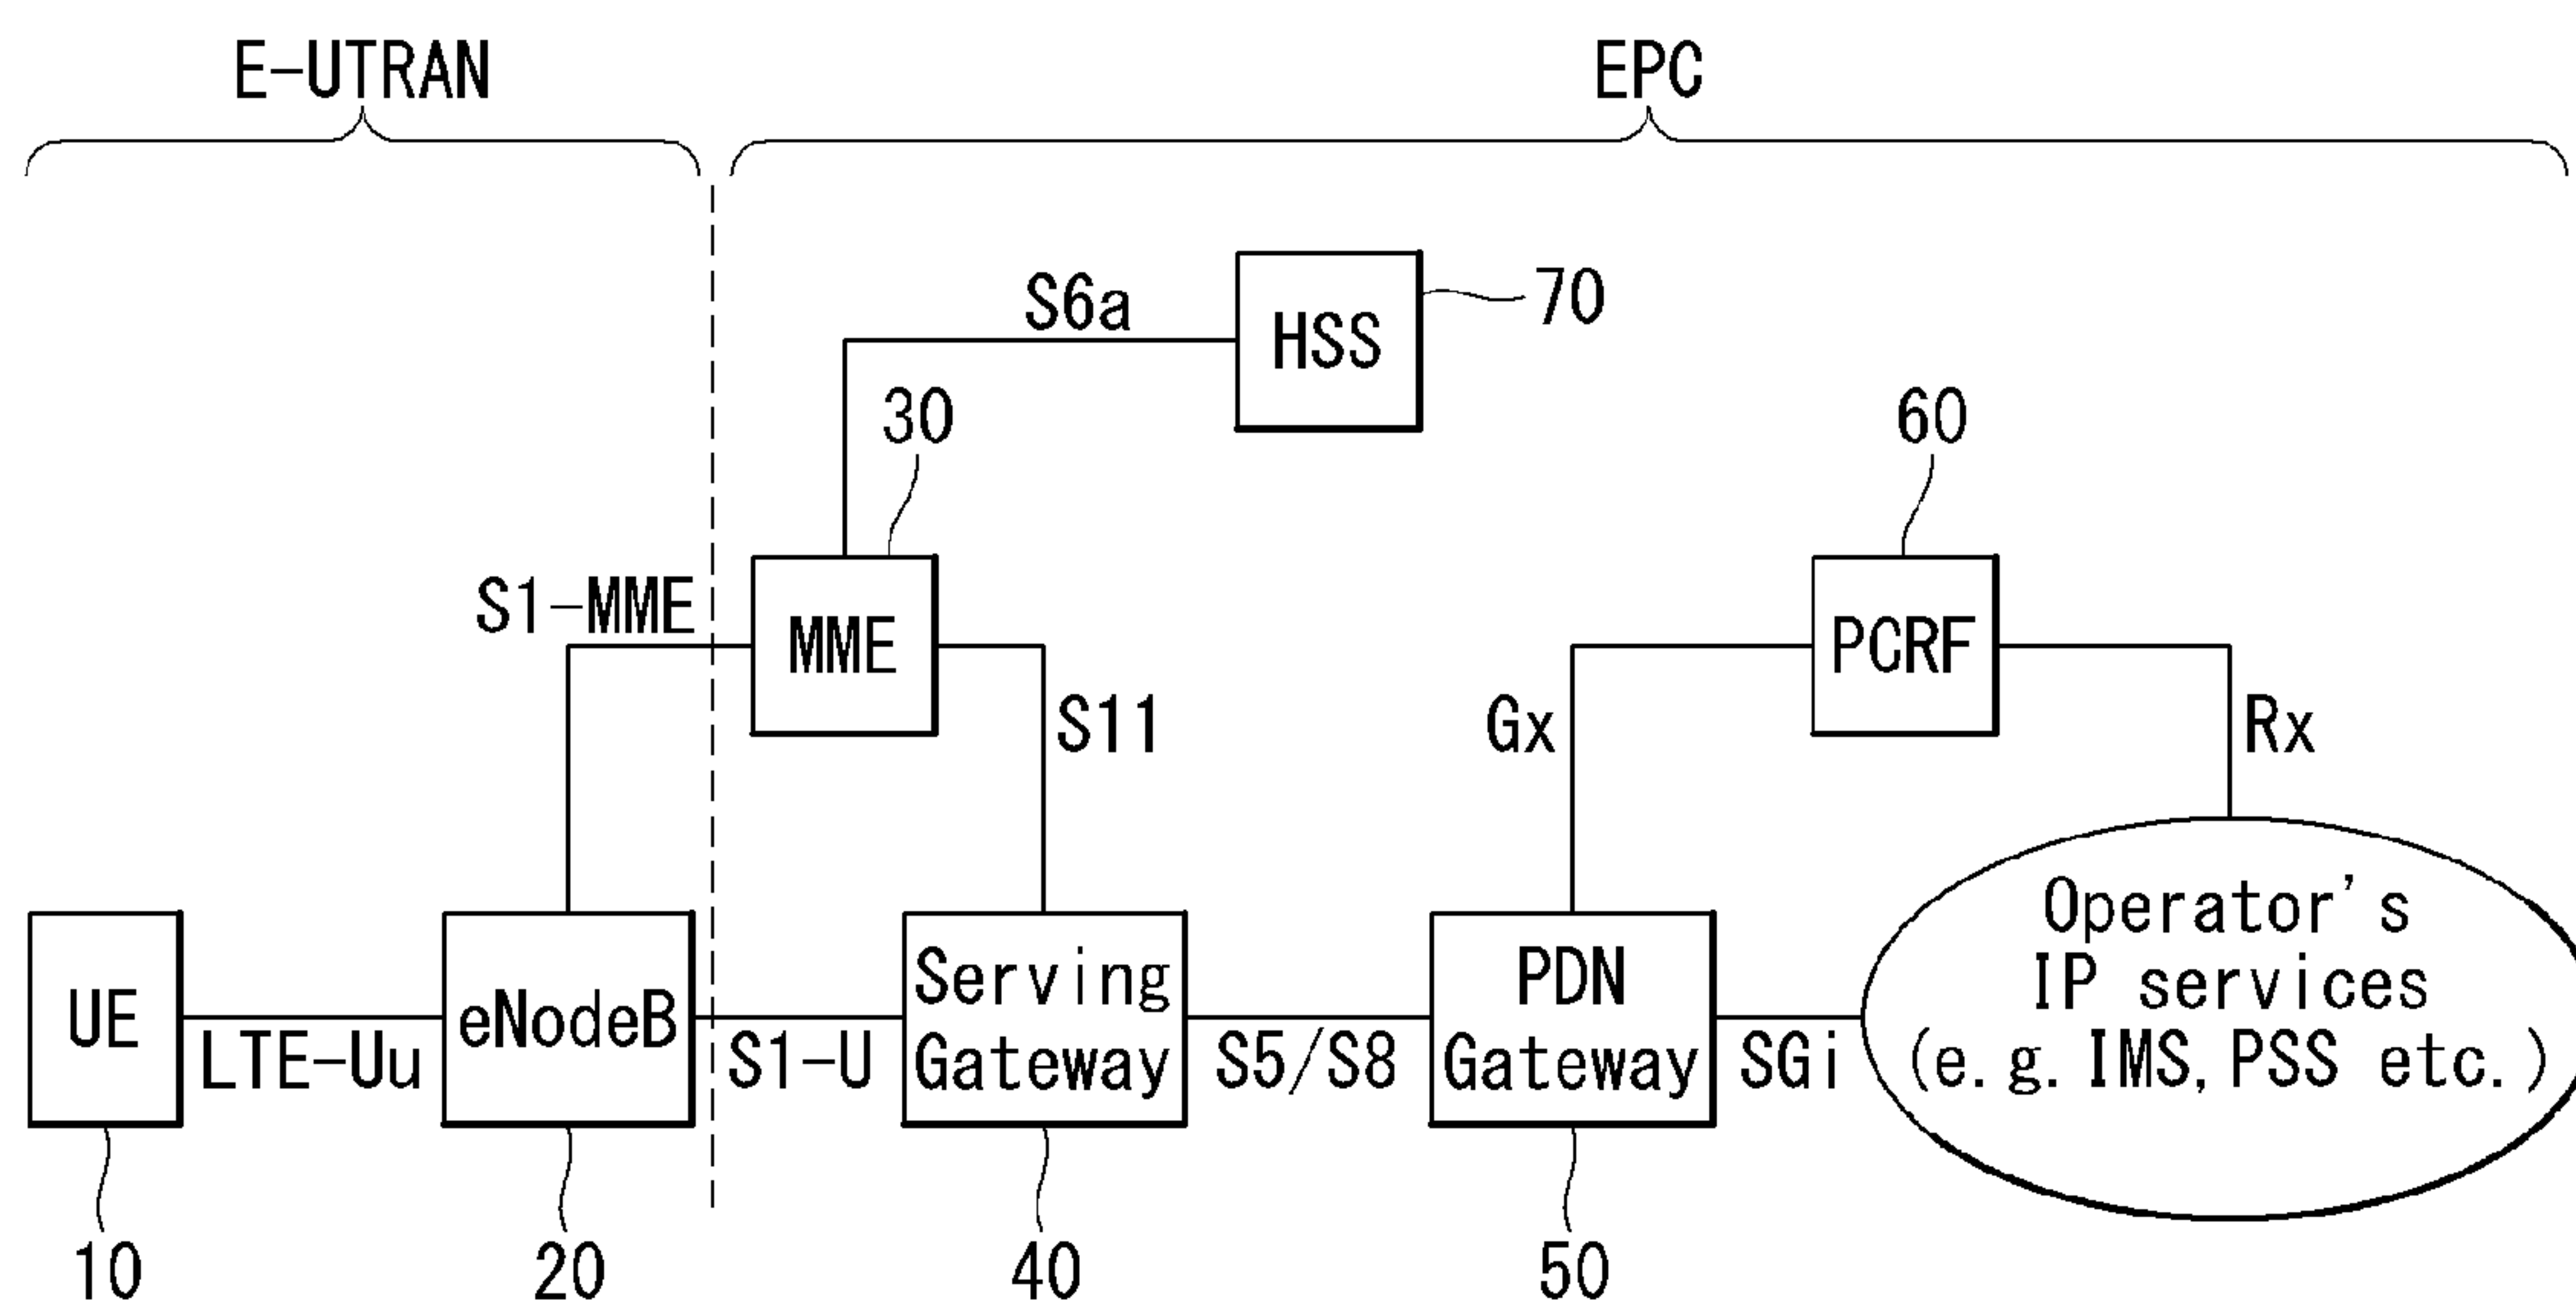 E-UTRAN
EPC
S6a
HSS
70
30
60
S1-MME
MME
S11
Gx
PCRF
Rx
UE
LTE-Uu
eNodeB
S1-U
Serving
Gateway
S5/S8
PDN
Gateway
SGi
Operator's
IP services
(e.g. IMS, PSS etc.)
10
20
40
50